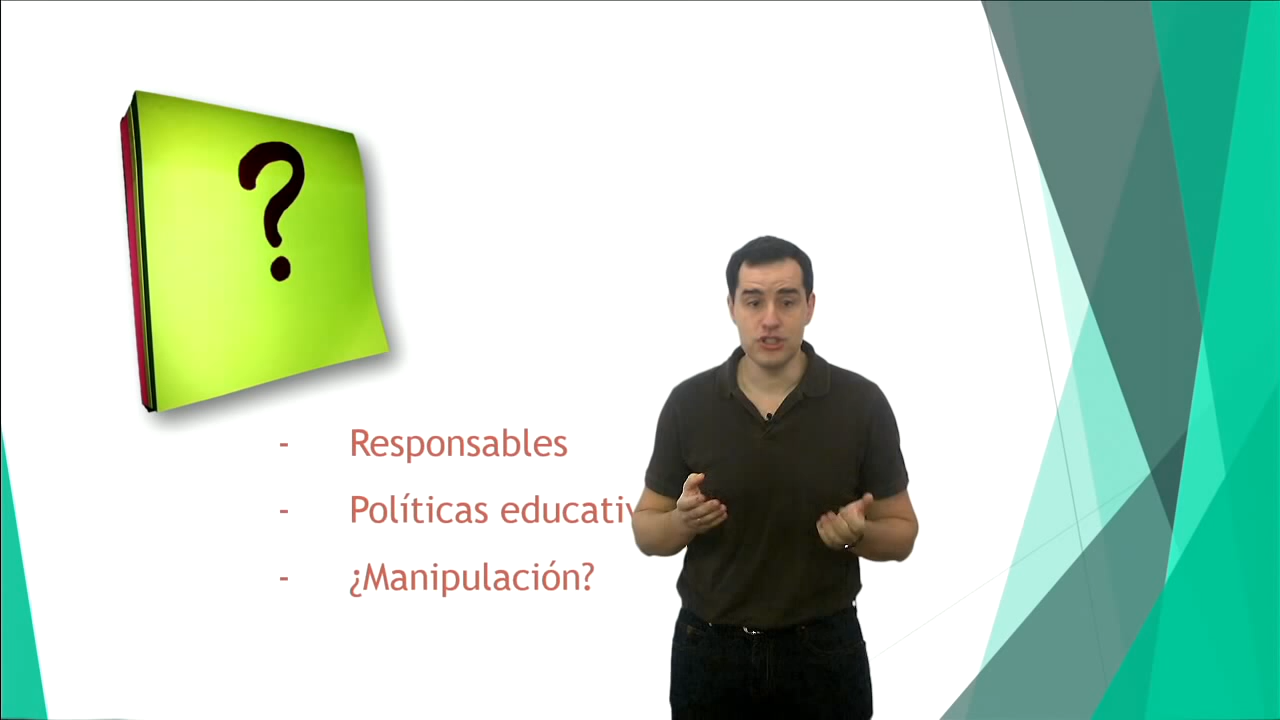 ?
- Responsables
- Políticas educativ
- ¿Manipulación?